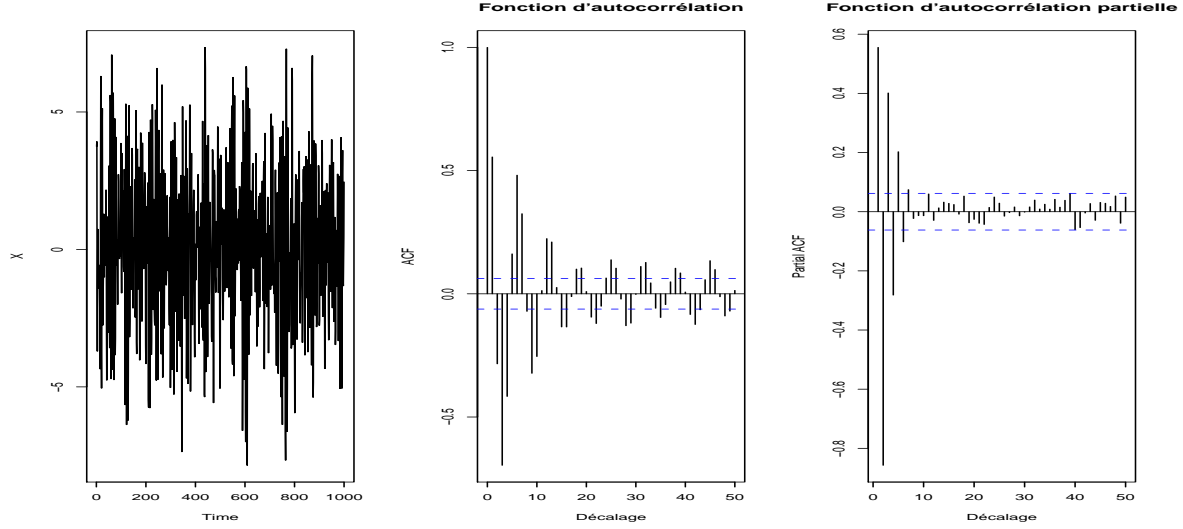 Fonction d'autocorrélation
Fonction d'autocorrélation partielle
X
5
0
-5
0 200 400 600 800 1000
Time
ACF
1.0
0.5
0.0
-0.5
0 10 20 30 40 50
Décalage
Partial ACF
0.6
0.4
0.2
0.0
-0.2
-0.4
-0.6
-0.8
0 10 20 30 40 50
Décalage